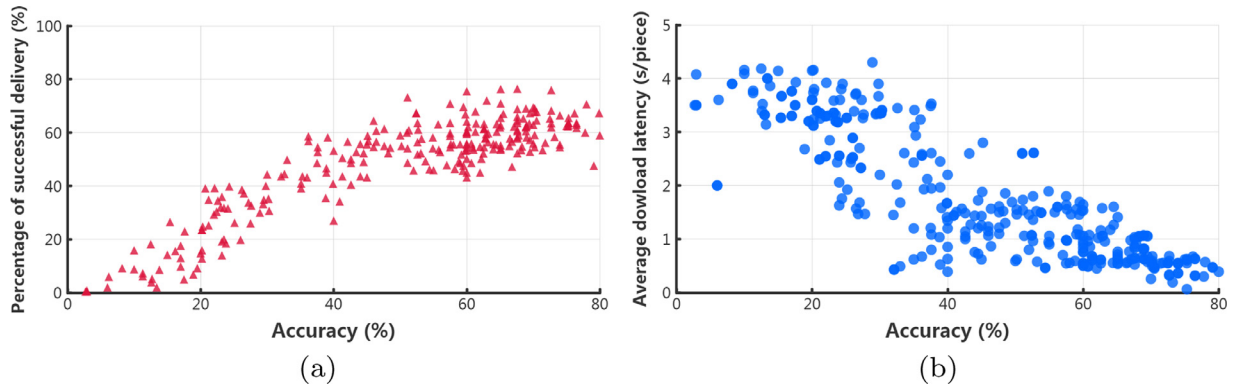 Percentage of successful delivery (%)
100
80
60
40
20
0
0 20 40 60 80
Accuracy (%)
(a)
Average dowload latency (s/piece)
5
4
3
2
1
0
0 20 40 60 80
Accuracy (%)
(b)